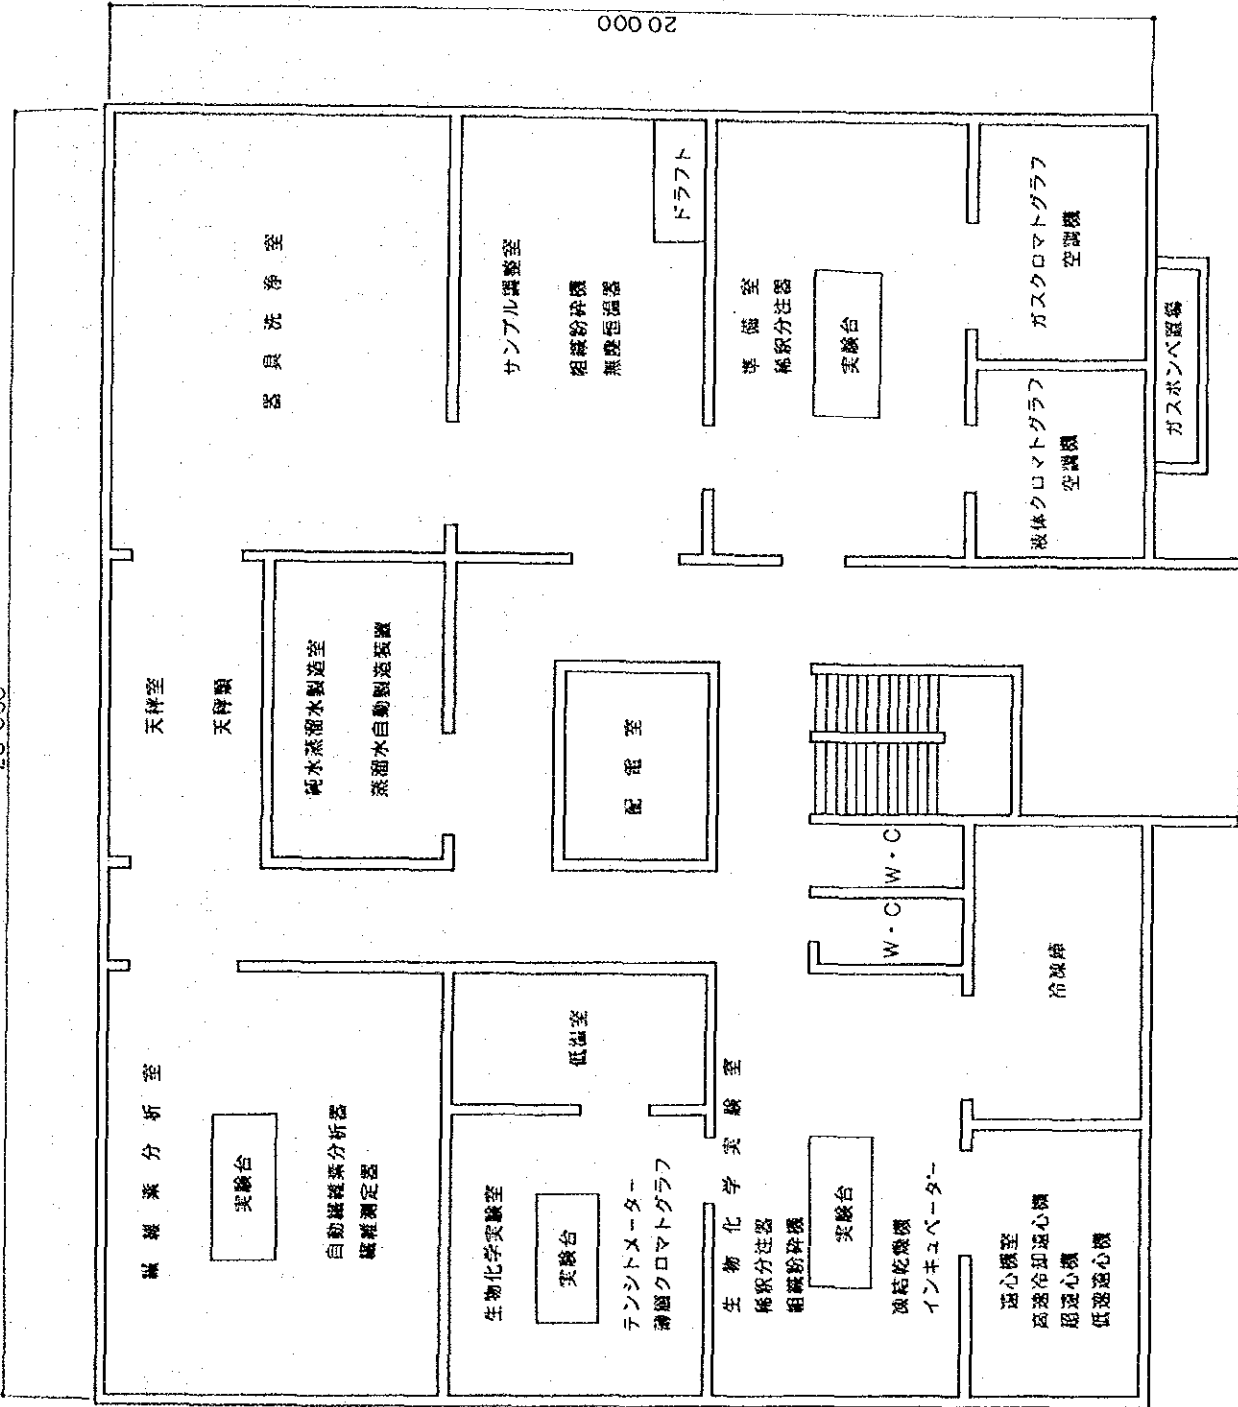 20 000
器具洗浄室
サンプル調整室
組織粉砕機
無塵恒温器
ドラフト
準備室
稀釈分注器
実験台
ガスクロマトグラフ
空調機
液体クロマトグラフ
空調機
ガスボンベ置場
天秤室
天秤類
純水蒸溜水製造室
蒸溜水自動製造装置
配電室
W・C
W・C
冷凍庫
繊維素分析室
実験台
自動繊維素分析器
繊維測定器
低温室
生物化学実験室
実験台
テンシトメーター
薄層クロマトグラフ
生物化学実験室
稀釈分注器
組織粉砕機
実験台
凍結乾燥機
インキュベーター
遠心機室
高速冷却遠心機
超遠心機
低速遠心機